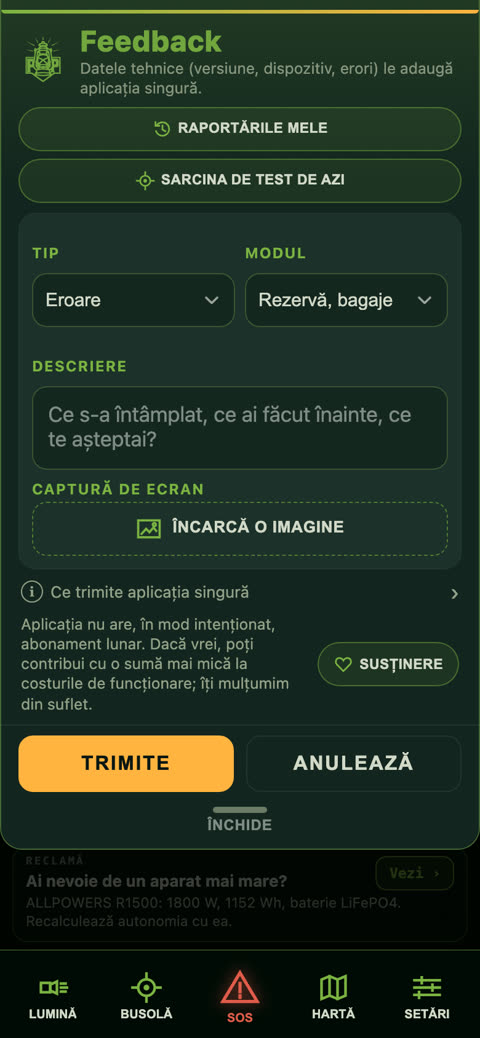 Feedback
Datele tehnice (versiune, dispozitiv, erori) le adaugă
aplicația singură.
RAPORTĂRILE MELE
SARCINA DE TEST DE AZI
TIP
MODUL
Eroare
Rezervă, bagaje
DESCRIERE
Ce s-a întâmplat, ce ai făcut înainte, ce
te așteptai?
CAPTURĂ DE ECRAN
ÎNCARCĂ O IMAGINE
Ce trimite aplicația singură
Aplicația nu are, în mod intenționat,
abonament lunar. Dacă vrei, poți
contribui cu o sumă mai mică la
costurile de funcționare; îți mulțumim
din suflet.
SUSȚINERE
TRIMITE
ANULEAZĂ
ÎNCHIDE
RECLAMĂ
Ai nevoie de un aparat mai mare?
Vezi ›
ALLPOWERS R1500: 1800 W, 1152 Wh, baterie LiFePO4.
Recalculează autonomia cu ea.
LUMINĂ
BUSOLĂ
SOS
HARTĂ
SETĂRI